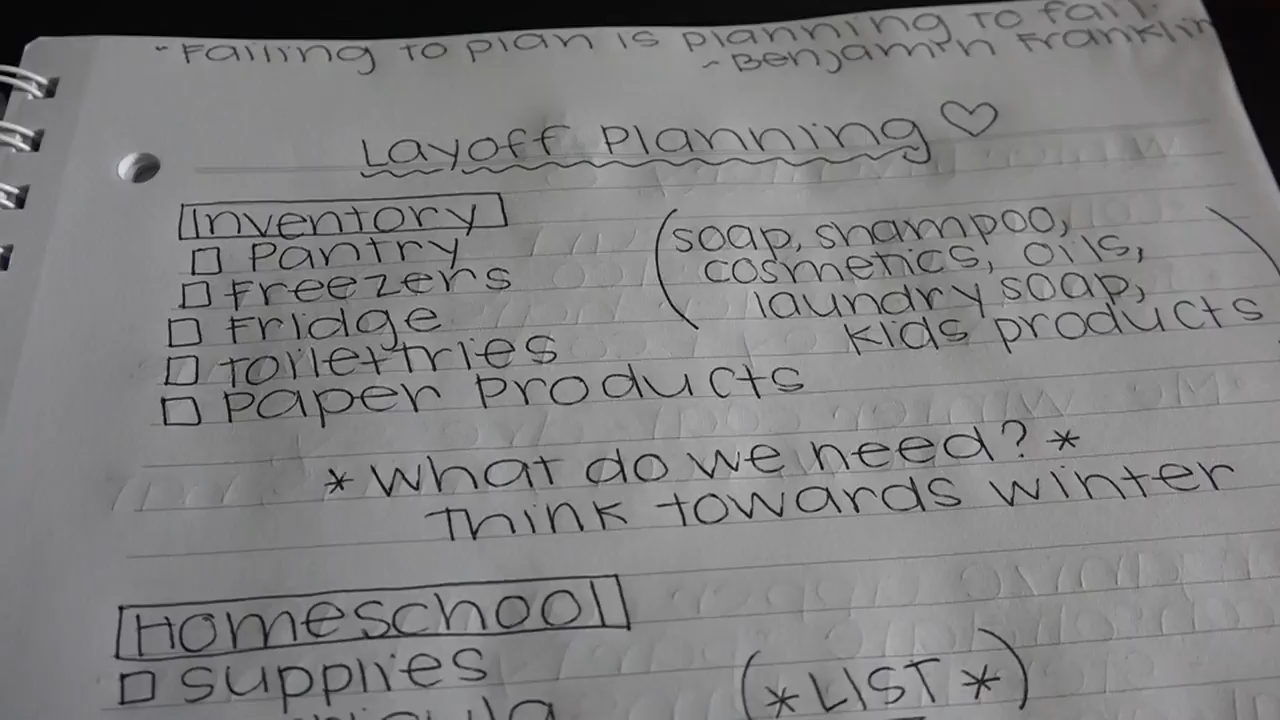 "Failing to plan is planning to fail.
~Benjamin Franklin
Layoff Planning ♡
Inventory
□ Pantry
□ Freezers
□ Fridge
□ Toilettries
□ Paper Products
(soap, shampoo,
cosmetics, oils,
laundry soap,
kids products)
*What do we need?*
Think towards winter
Homeschool
□ Supplies
(*LIST*)